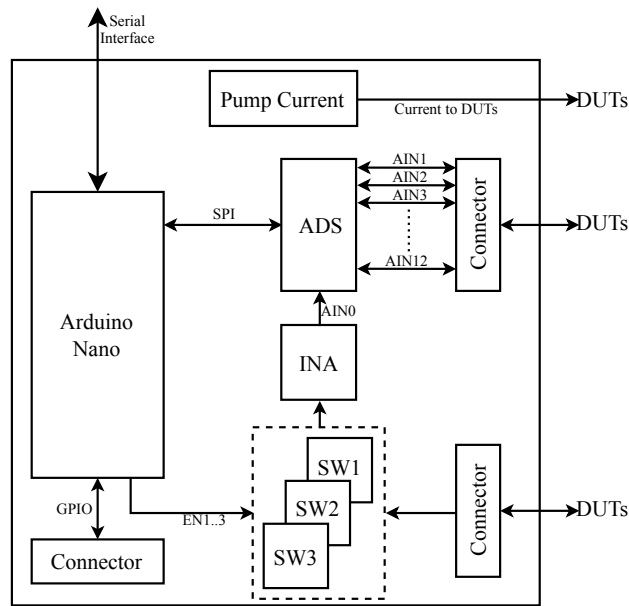 Serial
Interface
Pump Current
Current to DUTs
DUTs
AIN1
AIN2
AIN3
AIN12
SPI
ADS
Connector
DUTs
Arduino
Nano
AIN0
INA
SW1
SW2
SW3
Connector
DUTs
GPIO
EN1..3
Connector